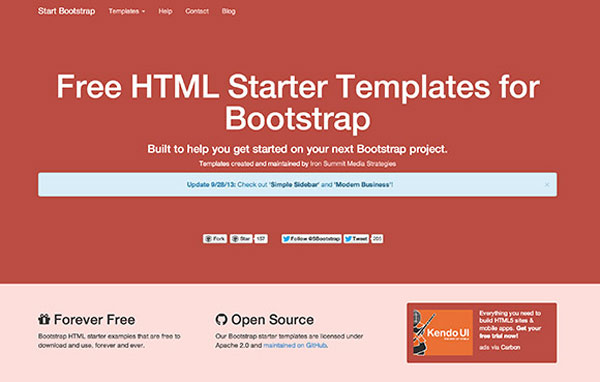 Start Bootstrap Templates Help Contact Blog
Free HTML Starter Templates for
Bootstrap
Built to help you get started on your next Bootstrap project.
Templates created and maintained by Iron Summit Media Strategies
Update 9/28/13: Check out 'Simple Sidebar' and 'Modern Business'! ×
Fork Star 137 Follow @SBootstrap Tweet 205
Forever Free
Bootstrap HTML starter examples that are free to
download and use, forever and ever.
Open Source
Our Bootstrap starter templates are licensed under
Apache 2.0 and maintained on GitHub.
Kendo UI
Everything you need to
build HTML5 sites &
mobile apps. Get your
free trial now!
ads via Carbon